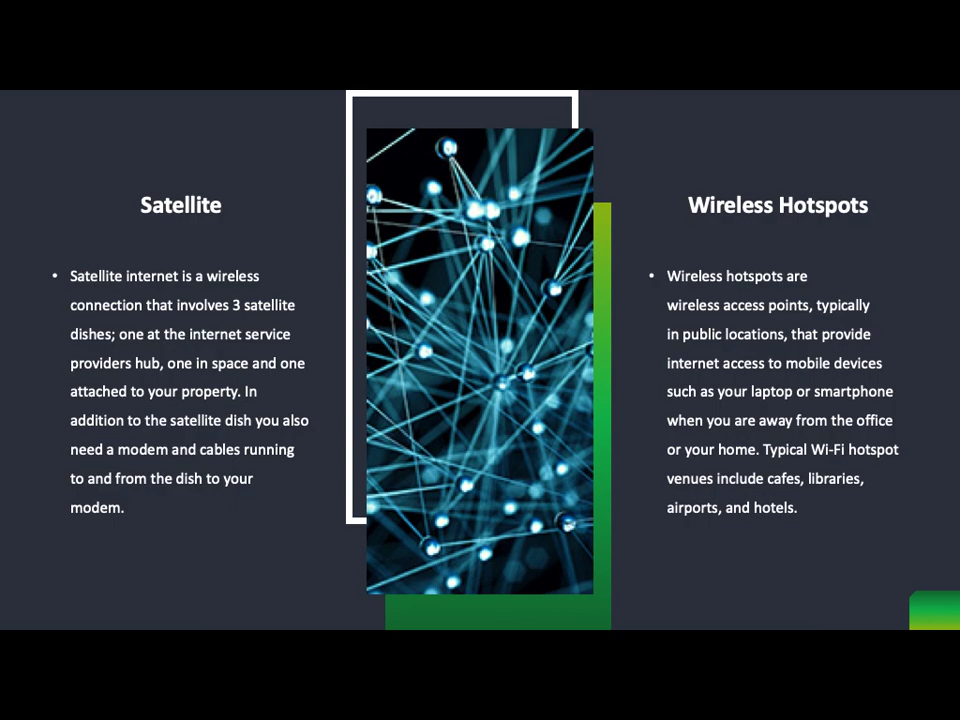 Satellite
• Satellite internet is a wireless
connection that involves 3 satellite
dishes; one at the internet service
providers hub, one in space and one
attached to your property. In
addition to the satellite dish you also
need a modem and cables running
to and from the dish to your
modem.
Wireless Hotspots
• Wireless hotspots are
wireless access points, typically
in public locations, that provide
internet access to mobile devices
such as your laptop or smartphone
when you are away from the office
or your home. Typical Wi-Fi hotspot
venues include cafes, libraries,
airports, and hotels.